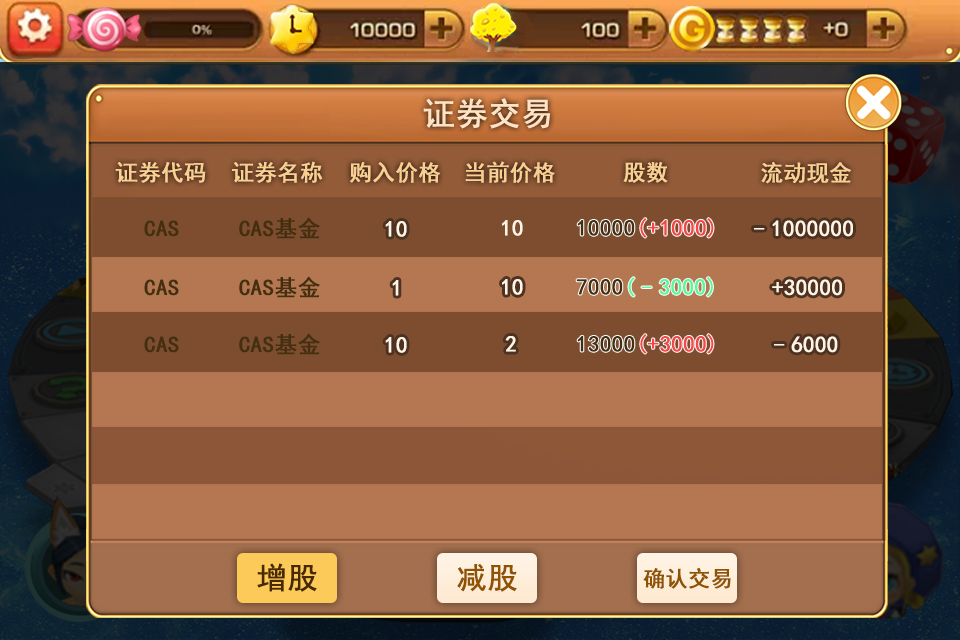 0% 10000 100 +0
证券交易
证券代码 证券名称 购入价格 当前价格 股数 流动现金
CAS CAS基金 10 10 10000(+1000) -1000000
CAS CAS基金 1 10 7000(-3000) +30000
CAS CAS基金 10 2 13000(+3000) -6000
增股 减股 确认交易